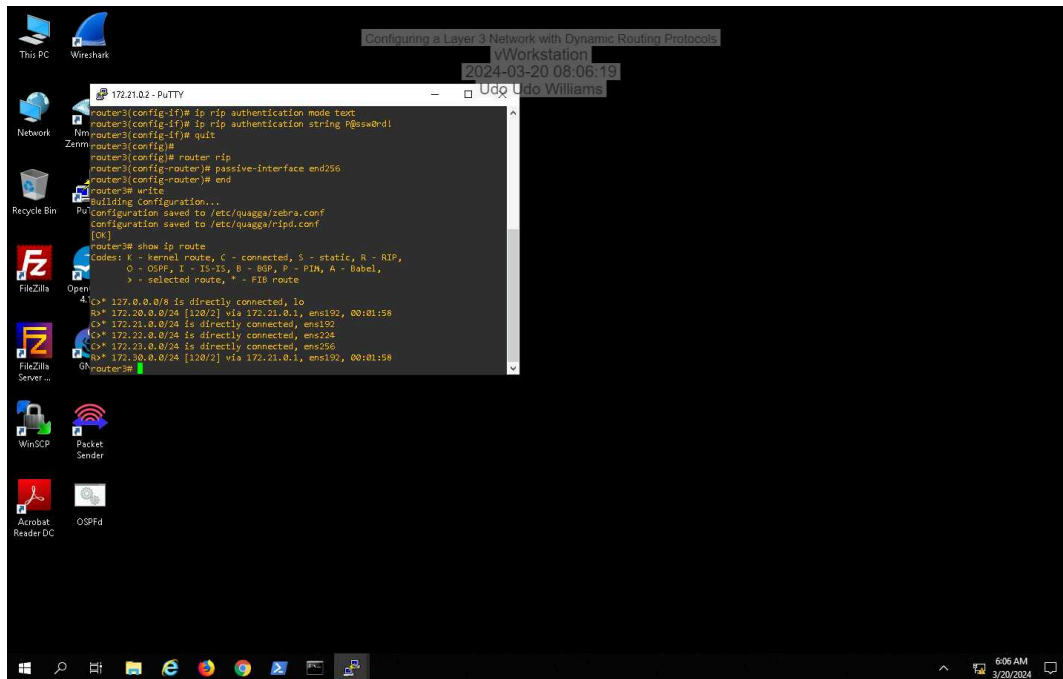 Configuring a Layer 3 Network with Dynamic Routing Protocols
vWorkstation
2024-03-20 08:06:19
Udo Udo Williams
This PC
Wireshark
Network
Nm
Zenm
Recycle Bin
FileZilla
Open
FileZilla
Server ...
WinSCP
Packet
Sender
Acrobat
Reader DC
OSPFd
172.21.0.2 - PuTTY
router3(config-if)# ip rip authentication mode text
router3(config-if)# ip rip authentication string P@ssw0rd!
router3(config-if)# quit
router3(config)#
router3(config)# router rip
router3(config-router)# passive-interface end256
router3(config-router)# end
router3# write
Building Configuration...
Configuration saved to /etc/quagga/zebra.conf
Configuration saved to /etc/quagga/ripd.conf
[OK]
router3# show ip route
Codes: K - kernel route, C - connected, S - static, R - RIP,
O - OSPF, I - IS-IS, B - BGP, P - PIM, A - Babel,
> - selected route, * - FIB route
C>* 127.0.0.0/8 is directly connected, lo
R>* 172.20.0.0/24 [120/2] via 172.21.0.1, ens192, 00:01:58
C>* 172.21.0.0/24 is directly connected, ens192
C>* 172.22.0.0/24 is directly connected, ens224
C>* 172.23.0.0/24 is directly connected, ens256
R>* 172.30.0.0/24 [120/2] via 172.21.0.1, ens192, 00:01:58
router3#
6:06 AM
3/20/2024